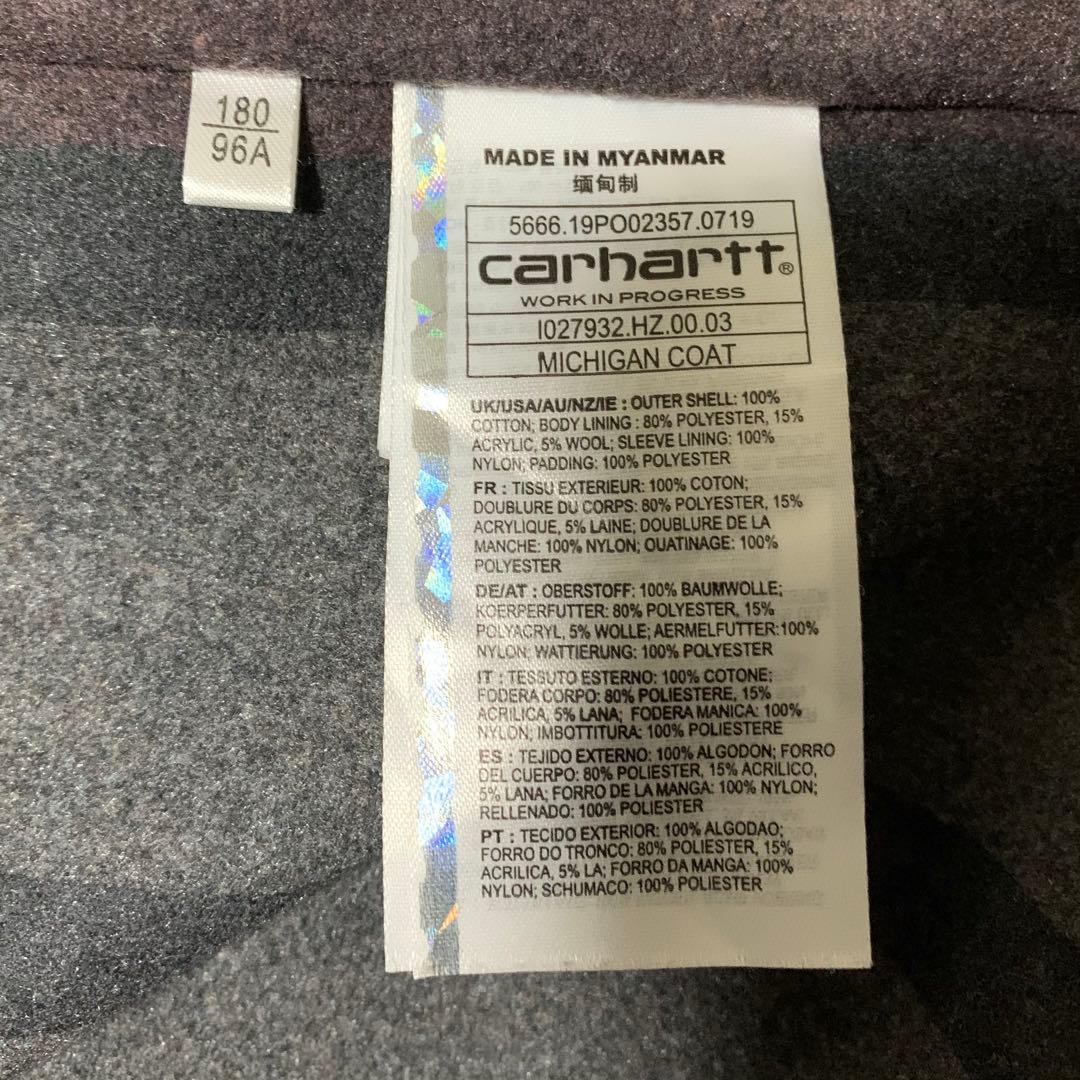 180
96A
MADE IN MYANMAR
缅甸制
5666.19PO02357.0719
carhartt®
WORK IN PROGRESS
I027932.HZ.00.03
MICHIGAN COAT
UK/USA/AU/NZ/IE : OUTER SHELL: 100%
COTTON; BODY LINING : 80% POLYESTER, 15%
ACRYLIC, 5% WOOL; SLEEVE LINING: 100%
NYLON; PADDING: 100% POLYESTER
FR : TISSU EXTERIEUR: 100% COTON;
DOUBLURE DU CORPS: 80% POLYESTER, 15%
ACRYLIQUE, 5% LAINE; DOUBLURE DE LA
MANCHE: 100% NYLON; OUATINAGE: 100%
POLYESTER
DE/AT : OBERSTOFF: 100% BAUMWOLLE;
KOERPERFUTTER: 80% POLYESTER, 15%
POLYACRYL, 5% WOLLE; AERMELFUTTER:100%
NYLON: WATTIERUNG: 100% POLYESTER
IT : TESSUTO ESTERNO: 100% COTONE;
FODERA CORPO: 80% POLIESTERE, 15%
ACRILICA, 5% LANA; FODERA MANICA: 100%
NYLON; IMBOTTITURA: 100% POLIESTERE
ES : TEJIDO EXTERNO: 100% ALGODON; FORRO
DEL CUERPO: 80% POLIESTER, 15% ACRILICO,
5% LANA; FORRO DE LA MANGA: 100% NYLON;
RELLENADO: 100% POLIESTER
PT : TECIDO EXTERIOR: 100% ALGODAO;
FORRO DO TRONCO: 80% POLIESTER, 15%
ACRILICA, 5% LA; FORRO DA MANGA: 100%
NYLON; SCHUMACO: 100% POLIESTER